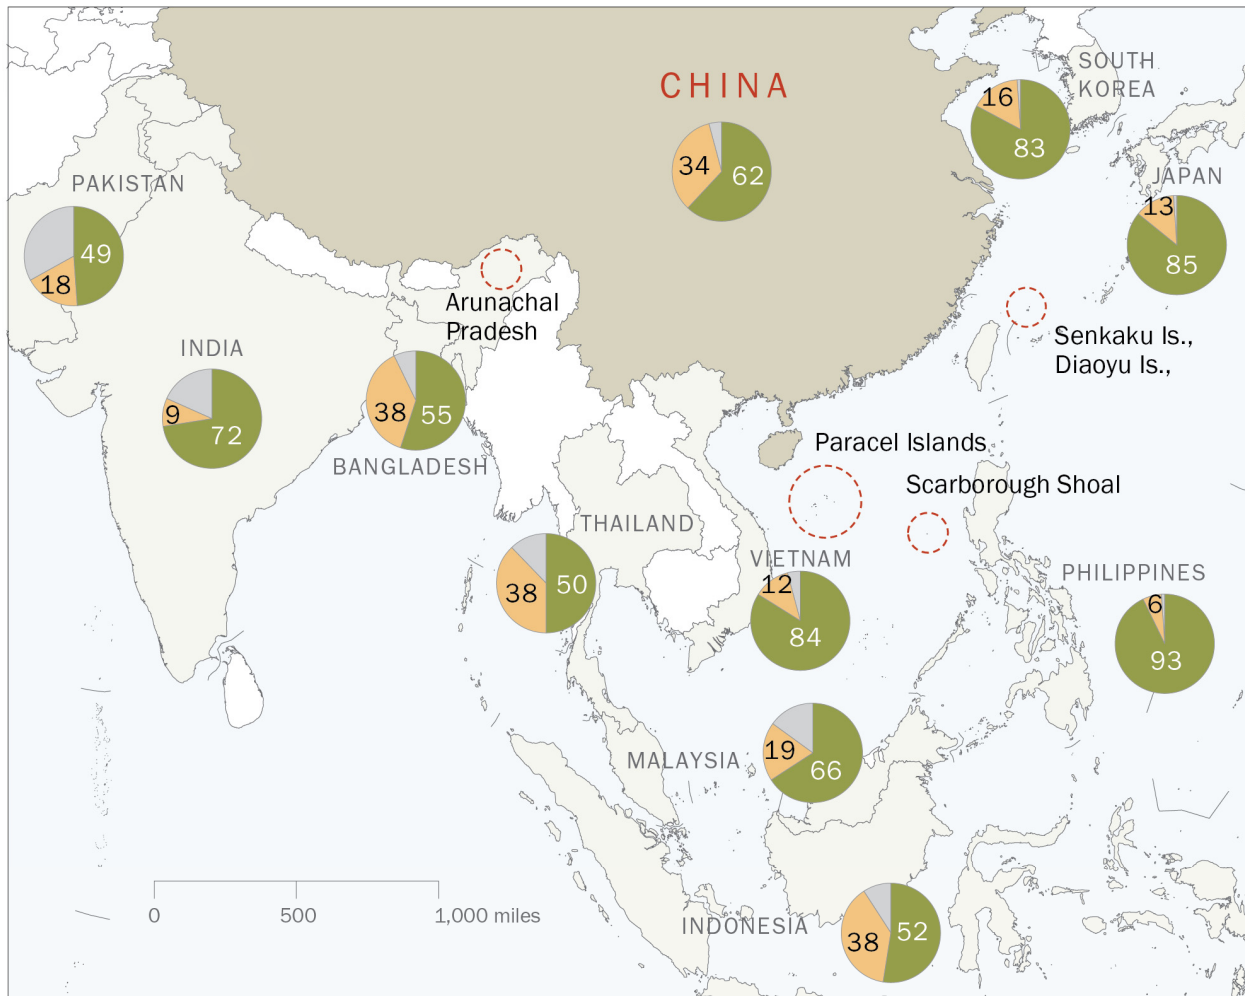 CHINA
34
62
SOUTH
KOREA
16
83
PAKISTAN
49
18
JAPAN
13
85
Arunachal
Pradesh
Senkaku Is.,
Diaoyu Is.,
INDIA
9
72
38
55
BANGLADESH
Paracel Islands
Scarborough Shoal
THAILAND
38
50
VIETNAM
12
84
PHILIPPINES
6
93
MALAYSIA
19
66
INDONESIA
38
52
0 500 1,000 miles